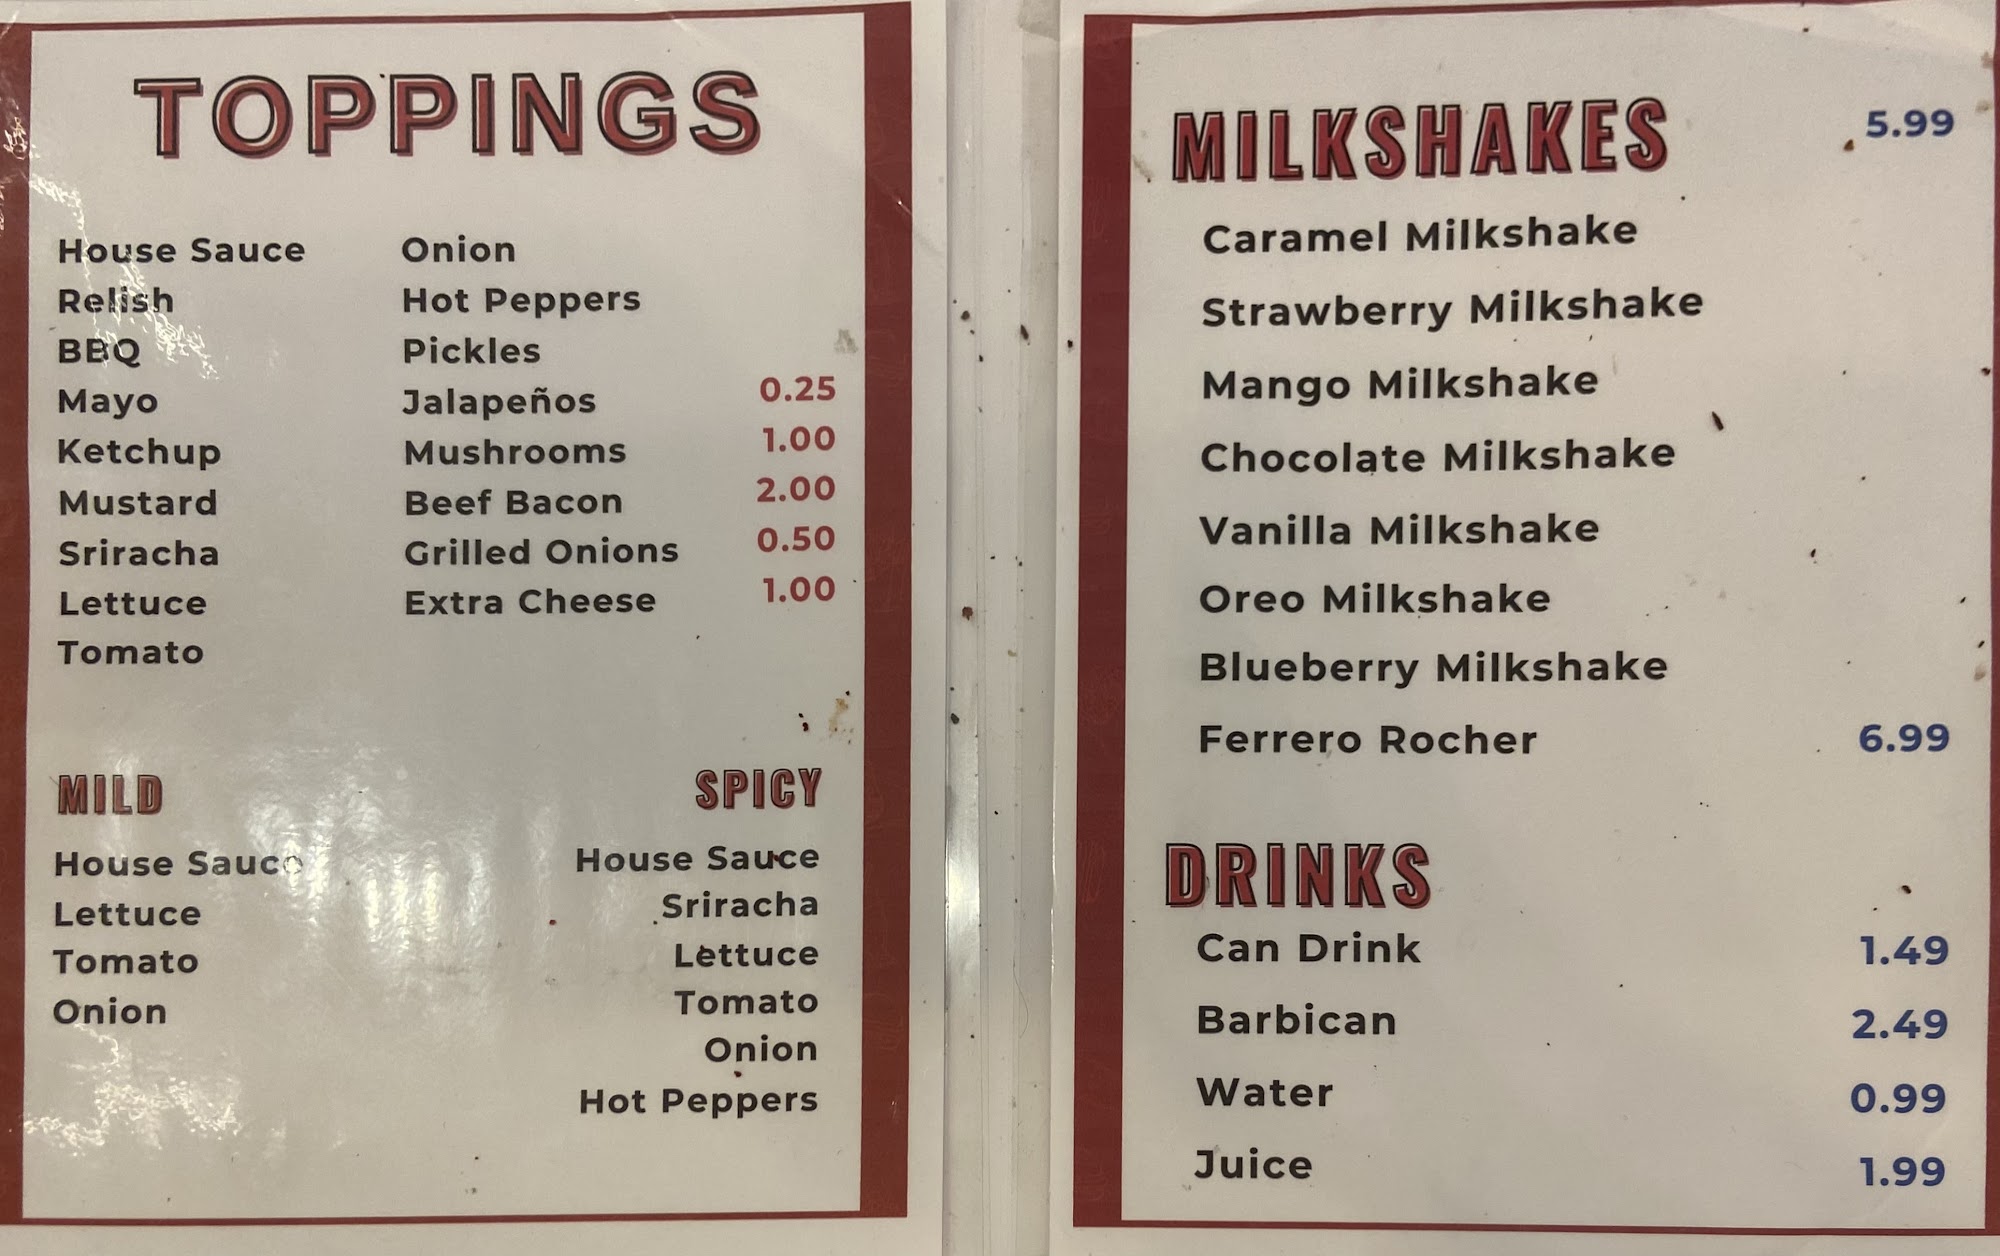 TOPPINGS
House Sauce
Relish
BBQ
Mayo
Ketchup
Mustard
Sriracha
Lettuce
Tomato
Onion
Hot Peppers
Pickles
Jalapeños 0.25
Mushrooms 1.00
Beef Bacon 2.00
Grilled Onions 0.50
Extra Cheese 1.00
MILD
House Sauce
Lettuce
Tomato
Onion
SPICY
House Sauce
Sriracha
Lettuce
Tomato
Onion
Hot Peppers
MILKSHAKES 5.99
Caramel Milkshake
Strawberry Milkshake
Mango Milkshake
Chocolate Milkshake
Vanilla Milkshake
Oreo Milkshake
Blueberry Milkshake
Ferrero Rocher 6.99
DRINKS
Can Drink 1.49
Barbican 2.49
Water 0.99
Juice 1.99